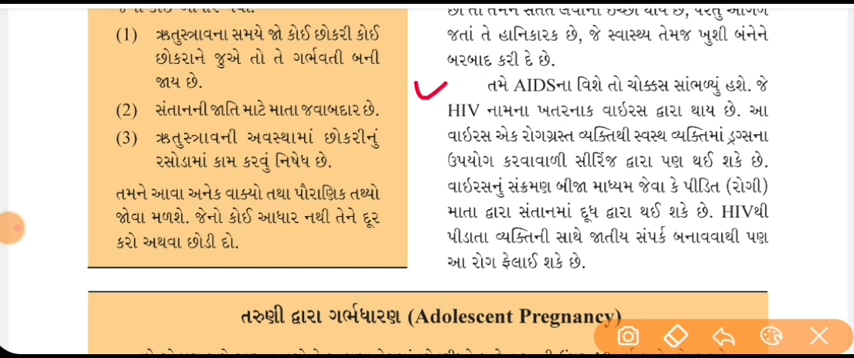 (1) ઋતુસ્ત્રાવના સમયે જો કોઈ છોકરી કોઈ
છોકરાને જુએ તો તે ગર્ભવતી બની
જાય છે.
(2) સંતાનની જાતિ માટે માતા જવાબદાર છે.
(3) ઋતુસ્ત્રાવની અવસ્થામાં છોકરીનું
રસોડામાં કામ કરવું નિષેધ છે.
તમને આવા અનેક વાક્યો તથા પૌરાણિક તથ્યો
જોવા મળશે. જેનો કોઈ આધાર નથી તેને દૂર
કરો અથવા છોડી દો.
જતાં તે હાનિકારક છે, જે સ્વાસ્થ્ય તેમજ ખુશી બંનેને
બરબાદ કરી દે છે.
તમે AIDSના વિશે તો ચોક્કસ સાંભળ્યું હશે. જે
HIV નામના ખતરનાક વાઇરસ દ્વારા થાય છે. આ
વાઇરસ એક રોગગ્રસ્ત વ્યક્તિથી સ્વસ્થ વ્યક્તિમાં ડ્રગ્સના
ઉપયોગ કરવાવાળી સીરિંજ દ્વારા પણ થઈ શકે છે.
વાઇરસનું સંક્રમણ બીજા માધ્યમ જેવા કે પીડિત (રોગી)
માતા દ્વારા સંતાનમાં દૂધ દ્વારા થઈ શકે છે. HIVથી
પીડાતા વ્યક્તિની સાથે જાતીય સંપર્ક બનાવવાથી પણ
આ રોગ ફેલાઈ શકે છે.
તરુણી દ્વારા ગર્ભધારણ (Adolescent Pregnancy)